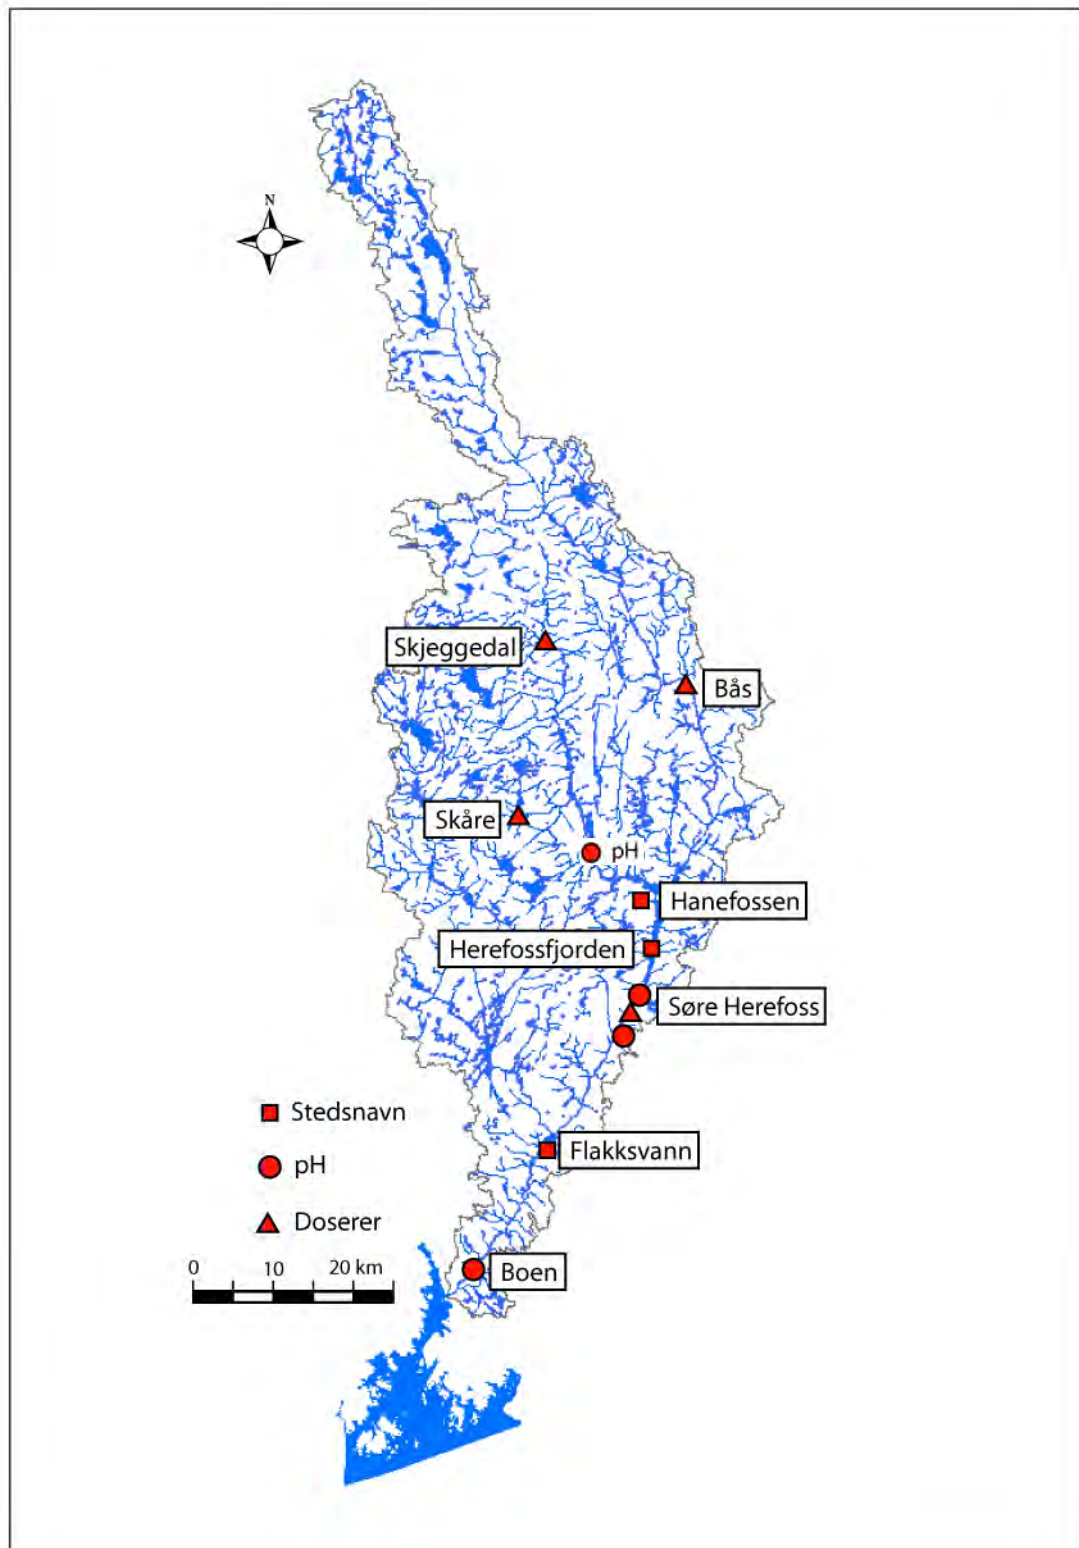 N
Skjeggedal
Bås
Skåre
pH
Hanefossen
Herefossfjorden
Søre Herefoss
Stedsnavn
Flakksvann
pH
Doserer
0 10 20 km
Boen